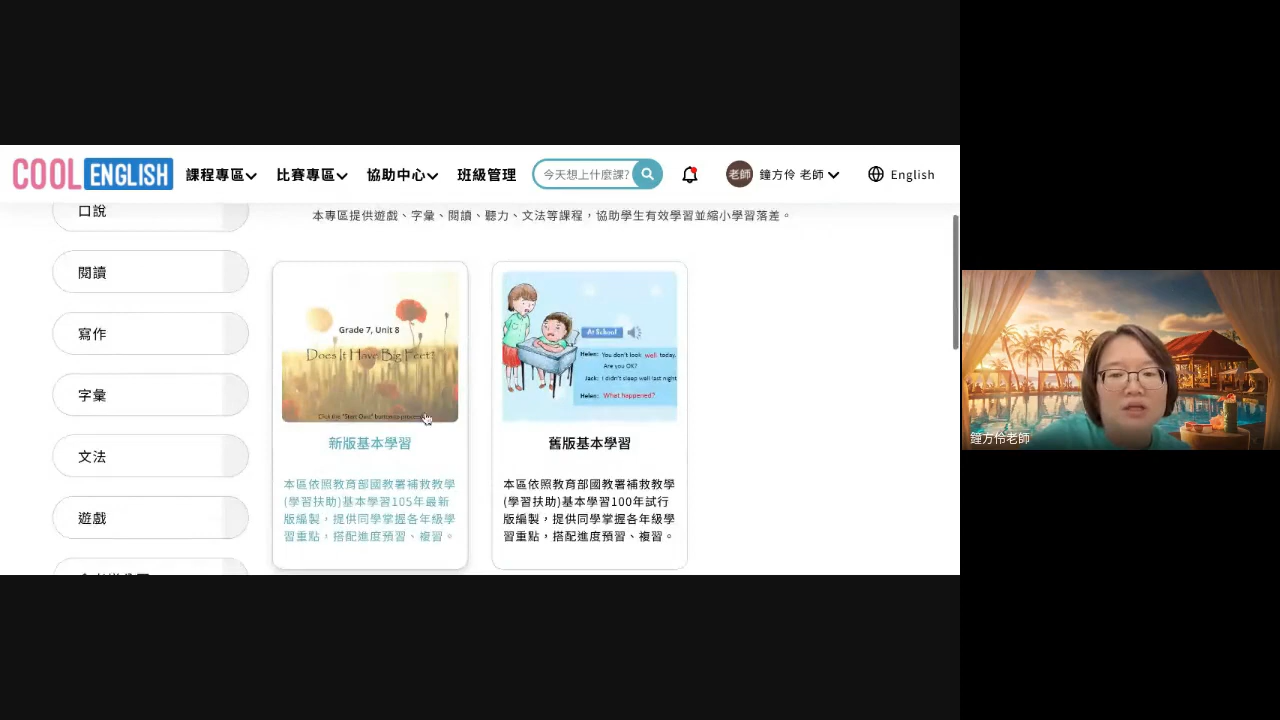 COOL ENGLISH 課程專區 比賽專區 協助中心 班級管理 今天想上什麼課? 老師 鐘方伶 老師 English
口說
本專區提供遊戲、字彙、閱讀、聽力、文法等課程，協助學生有效學習並縮小學習落差。
閱讀
寫作
字彙
文法
遊戲
Grade 7, Unit 8
Does It Have Big Feet?
新版基本學習
本區依照教育部國教署補救教學
(學習扶助)基本學習105年最新
版編製，提供同學掌握各年級學
習重點，搭配進度預習、複習。
At School
Helen: You don't look well today.
Are you OK?
Jack: I didn't sleep well last night
Helen: What happened?
舊版基本學習
本區依照教育部國教署補救教學
(學習扶助)基本學習100年試行
版編製，提供同學掌握各年級學
習重點，搭配進度預習、複習。
鐘方伶老師